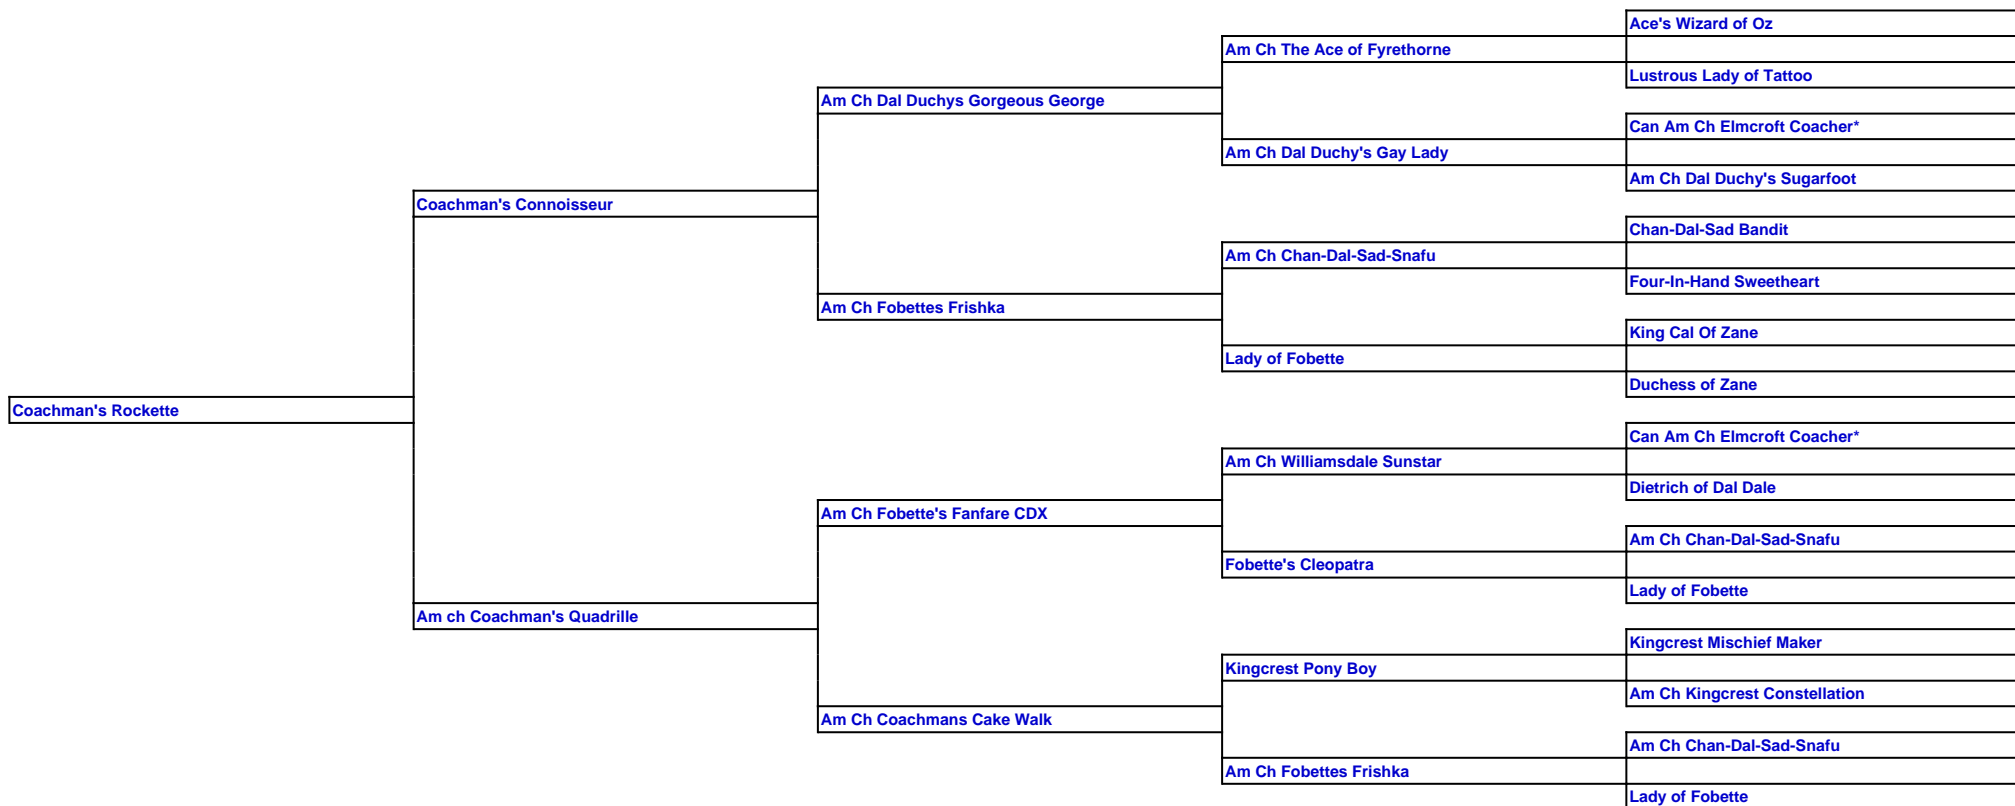 Ace's Wizard of Oz
Am Ch The Ace of Fyrethorne
Lustrous Lady of Tattoo
Am Ch Dal Duchys Gorgeous George
Can Am Ch Elmcroft Coacher*
Am Ch Dal Duchy's Gay Lady
Am Ch Dal Duchy's Sugarfoot
Coachman's Connoisseur
Chan-Dal-Sad Bandit
Am Ch Chan-Dal-Sad-Snafu
Four-In-Hand Sweetheart
Am Ch Fobettes Frishka
King Cal Of Zane
Lady of Fobette
Duchess of Zane
Coachman's Rockette
Can Am Ch Elmcroft Coacher*
Am Ch Williamsdale Sunstar
Dietrich of Dal Dale
Am Ch Fobette's Fanfare CDX
Am Ch Chan-Dal-Sad-Snafu
Fobette's Cleopatra
Lady of Fobette
Am ch Coachman's Quadrille
Kingcrest Mischief Maker
Kingcrest Pony Boy
Am Ch Kingcrest Constellation
Am Ch Coachmans Cake Walk
Am Ch Chan-Dal-Sad-Snafu
Am Ch Fobettes Frishka
Lady of Fobette